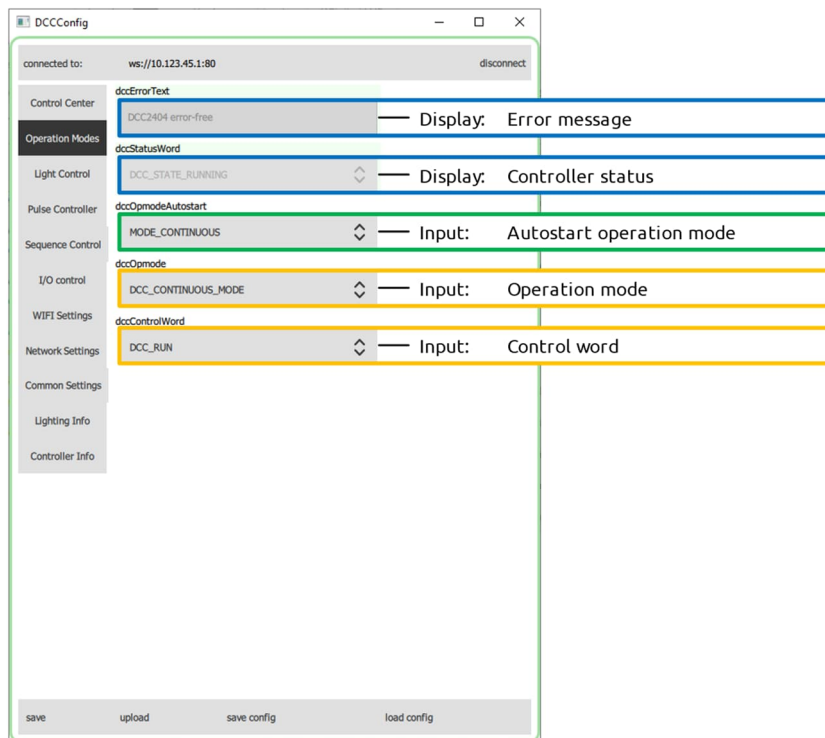 DCCConfig
connected to: ws://10.123.45.1:80 disconnect
Control Center
Operation Modes
Light Control
Pulse Controller
Sequence Control
I/O control
WIFI Settings
Network Settings
Common Settings
Lighting Info
Controller Info
dccErrorText
DCC2404 error-free
Display: Error message
dccStatusWord
DCC_STATE_RUNNING
Display: Controller status
dccOpmodeAutostart
MODE_CONTINUOUS
Input: Autostart operation mode
dccOpmode
DCC_CONTINUOUS_MODE
Input: Operation mode
dccControlWord
DCC_RUN
Input: Control word
save upload save config load config